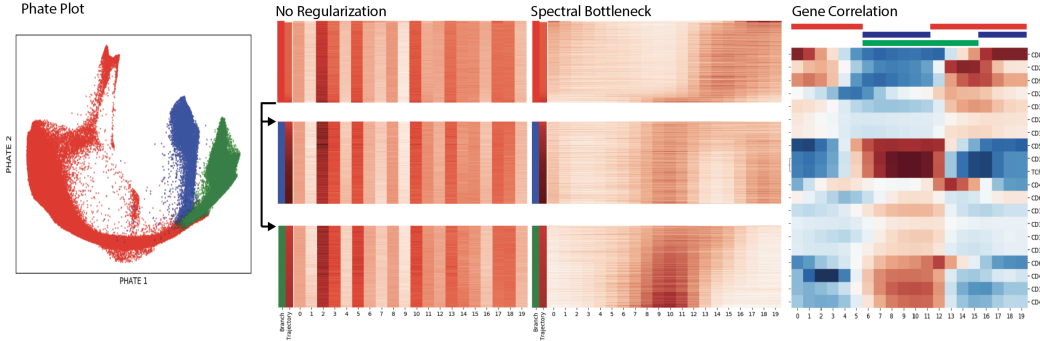 Phate Plot
No Regularization
Spectral Bottleneck
Gene Correlation
PHATE 2
PHATE 1
Branch
Trajectory
0 1 2 3 4 5 6 7 8 9 10 11 12 13 14 15 16 17 18 19
Branch
Trajectory
0 1 2 3 4 5 6 7 8 9 10 11 12 13 14 15 16 17 18 19
0 1 2 3 4 5 6 7 8 9 10 11 12 13 14 15 16 17 18 19